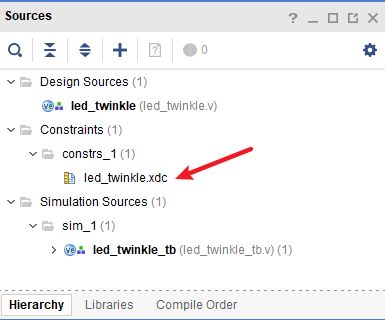 Sources
? _ □ ×
0
Design Sources (1)
led_twinkle (led_twinkle.v)
Constraints (1)
constrs_1 (1)
led_twinkle.xdc
Simulation Sources (1)
sim_1 (1)
led_twinkle_tb (led_twinkle_tb.v) (1)
Hierarchy Libraries Compile Order